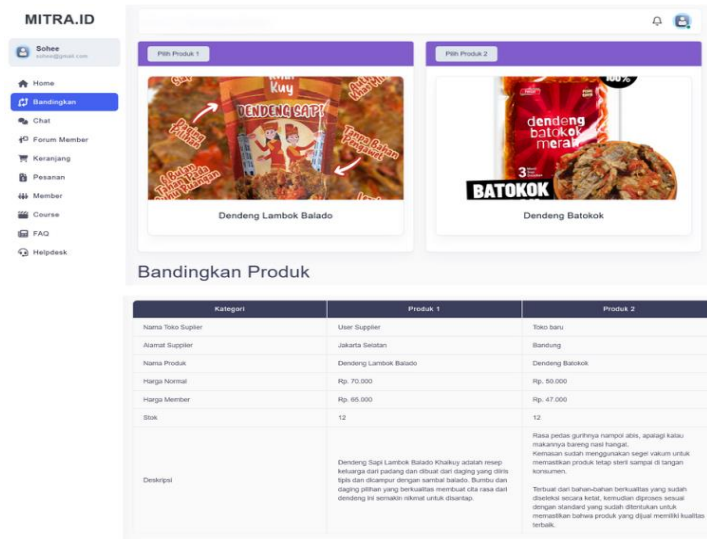 MITRA.ID
Sohee
sohee@gmail.com
Home
Bandingkan
Chat
Forum Member
Keranjang
Pesanan
Member
Course
FAQ
Helpdesk
Pilih Produk 1
Kuy
DENDENG SAPI
Dendeng Lambok Balado
Pilih Produk 2
100%
dendeng
batokok
merah
3
BATOKOK
Dendeng Batokok
Bandingkan Produk
Kategori Produk 1 Produk 2
Nama Toko Suplier User Supplier Toko baru
Alamat Supplier Jakarta Selatan Bandung
Nama Produk Dendeng Lambok Balado Dendeng Batokok
Harga Normal Rp. 70.000 Rp. 50.000
Harga Member Rp. 65.000 Rp. 47.000
Stok 12 12
Deskripsi
Dendeng Sapi Lambok Balado Khaikuy adalah resep
keluarga dari padang dan dibuat dari daging yang diiris
tipis dan dicampur dengan sambal balado. Bumbu dan
daging pilihan yang berkualitas membuat cita rasa dari
dendeng ini semakin nikmat untuk disantap.
Rasa pedas gurihnya nampol abis, apalagi kalau
makannya bareng nasi hangat.
Kemasan sudah menggunakan segel vakum untuk
memastikan produk tetap steril sampai di tangan
konsumen.
Terbuat dari bahan-bahan berkualitas yang sudah
diseleksi secara ketat, kemudian diproses sesuai
dengan standard yang sudah ditentukan untuk
memastikan bahwa produk yang dijual memiliki kualitas
terbaik.